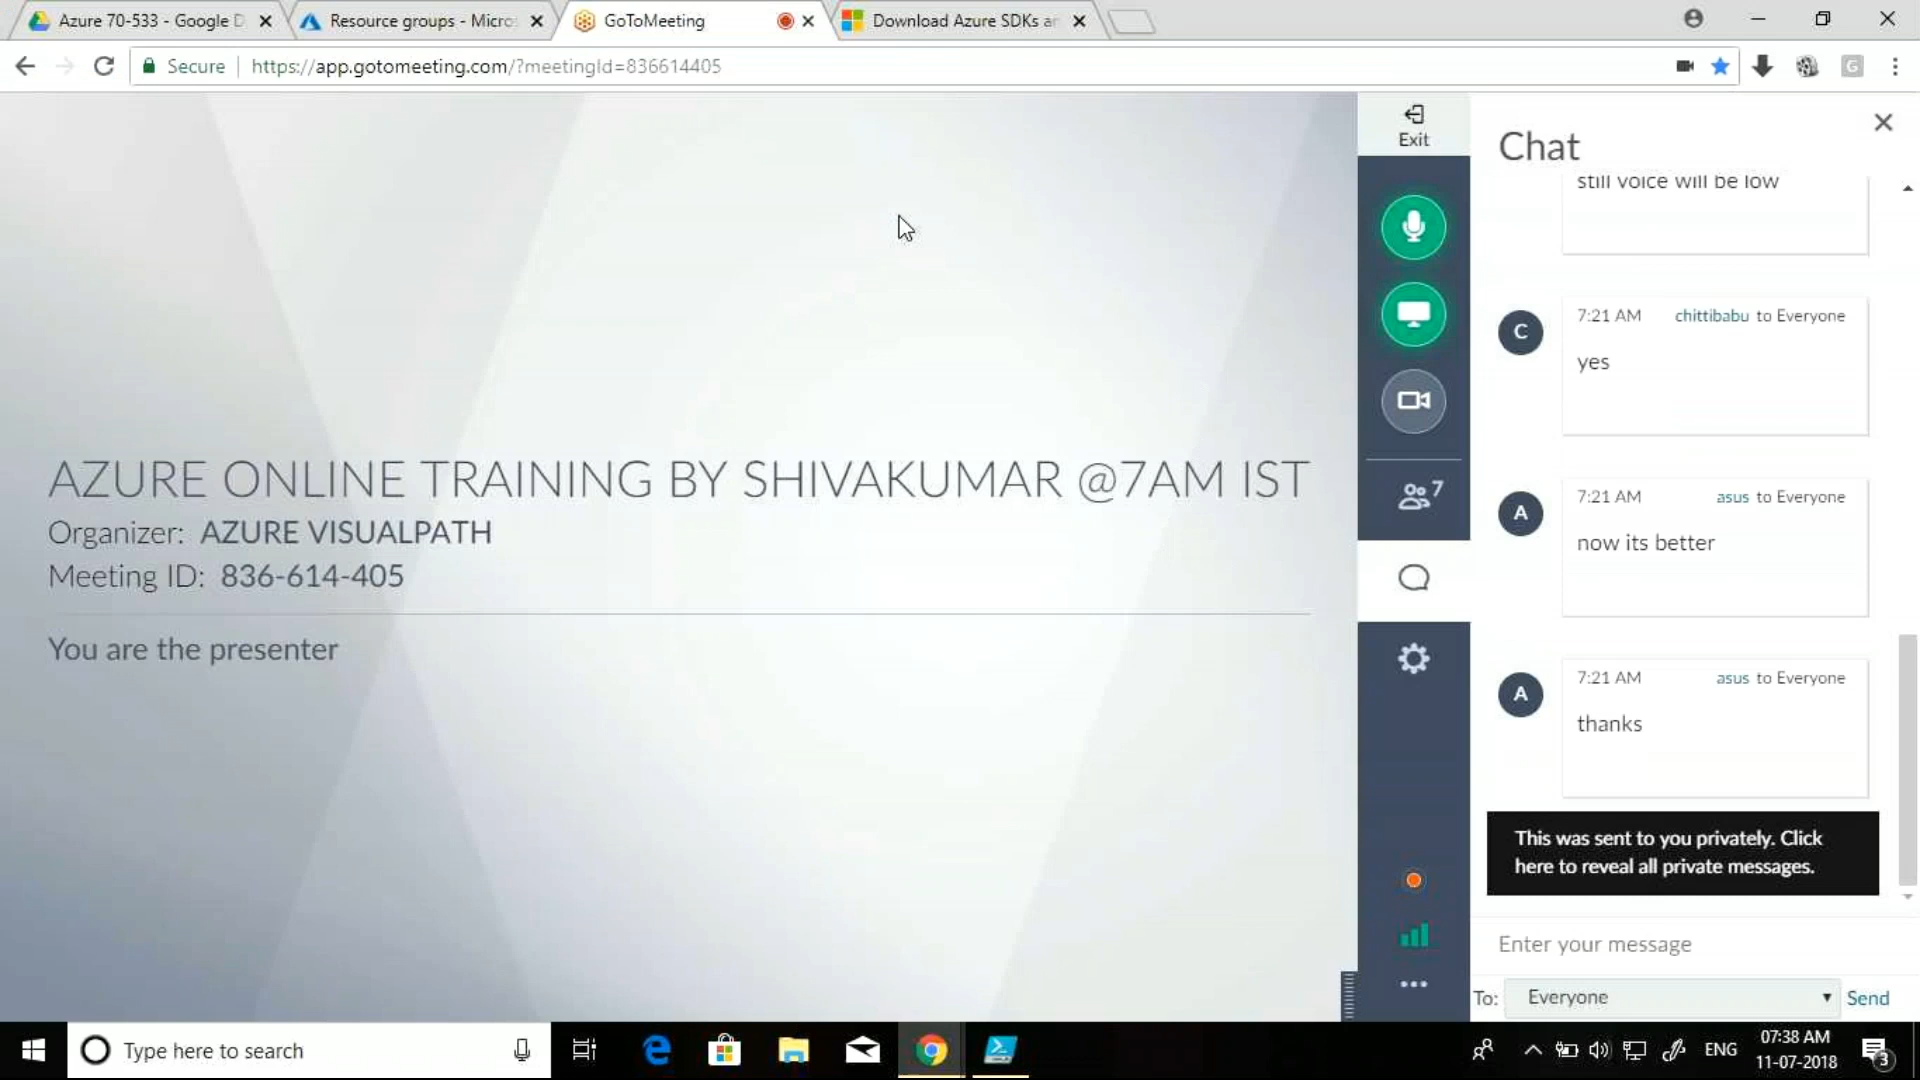 Azure 70-533 - Google D
Resource groups - Micro
GoToMeeting
Download Azure SDKs an
Secure
https://app.gotomeeting.com/?meetingId=836614405
G
Exit
Chat
still voice will be low
C
7:21 AM chittibabu to Everyone
yes
AZURE ONLINE TRAINING BY SHIVAKUMAR @7AM IST
Organizer: AZURE VISUALPATH
Meeting ID: 836-614-405
You are the presenter
7
A
7:21 AM asus to Everyone
now its better
A
7:21 AM asus to Everyone
thanks
This was sent to you privately. Click
here to reveal all private messages.
Enter your message
To: Everyone Send
Type here to search
ENG
07:38 AM
11-07-2018
3